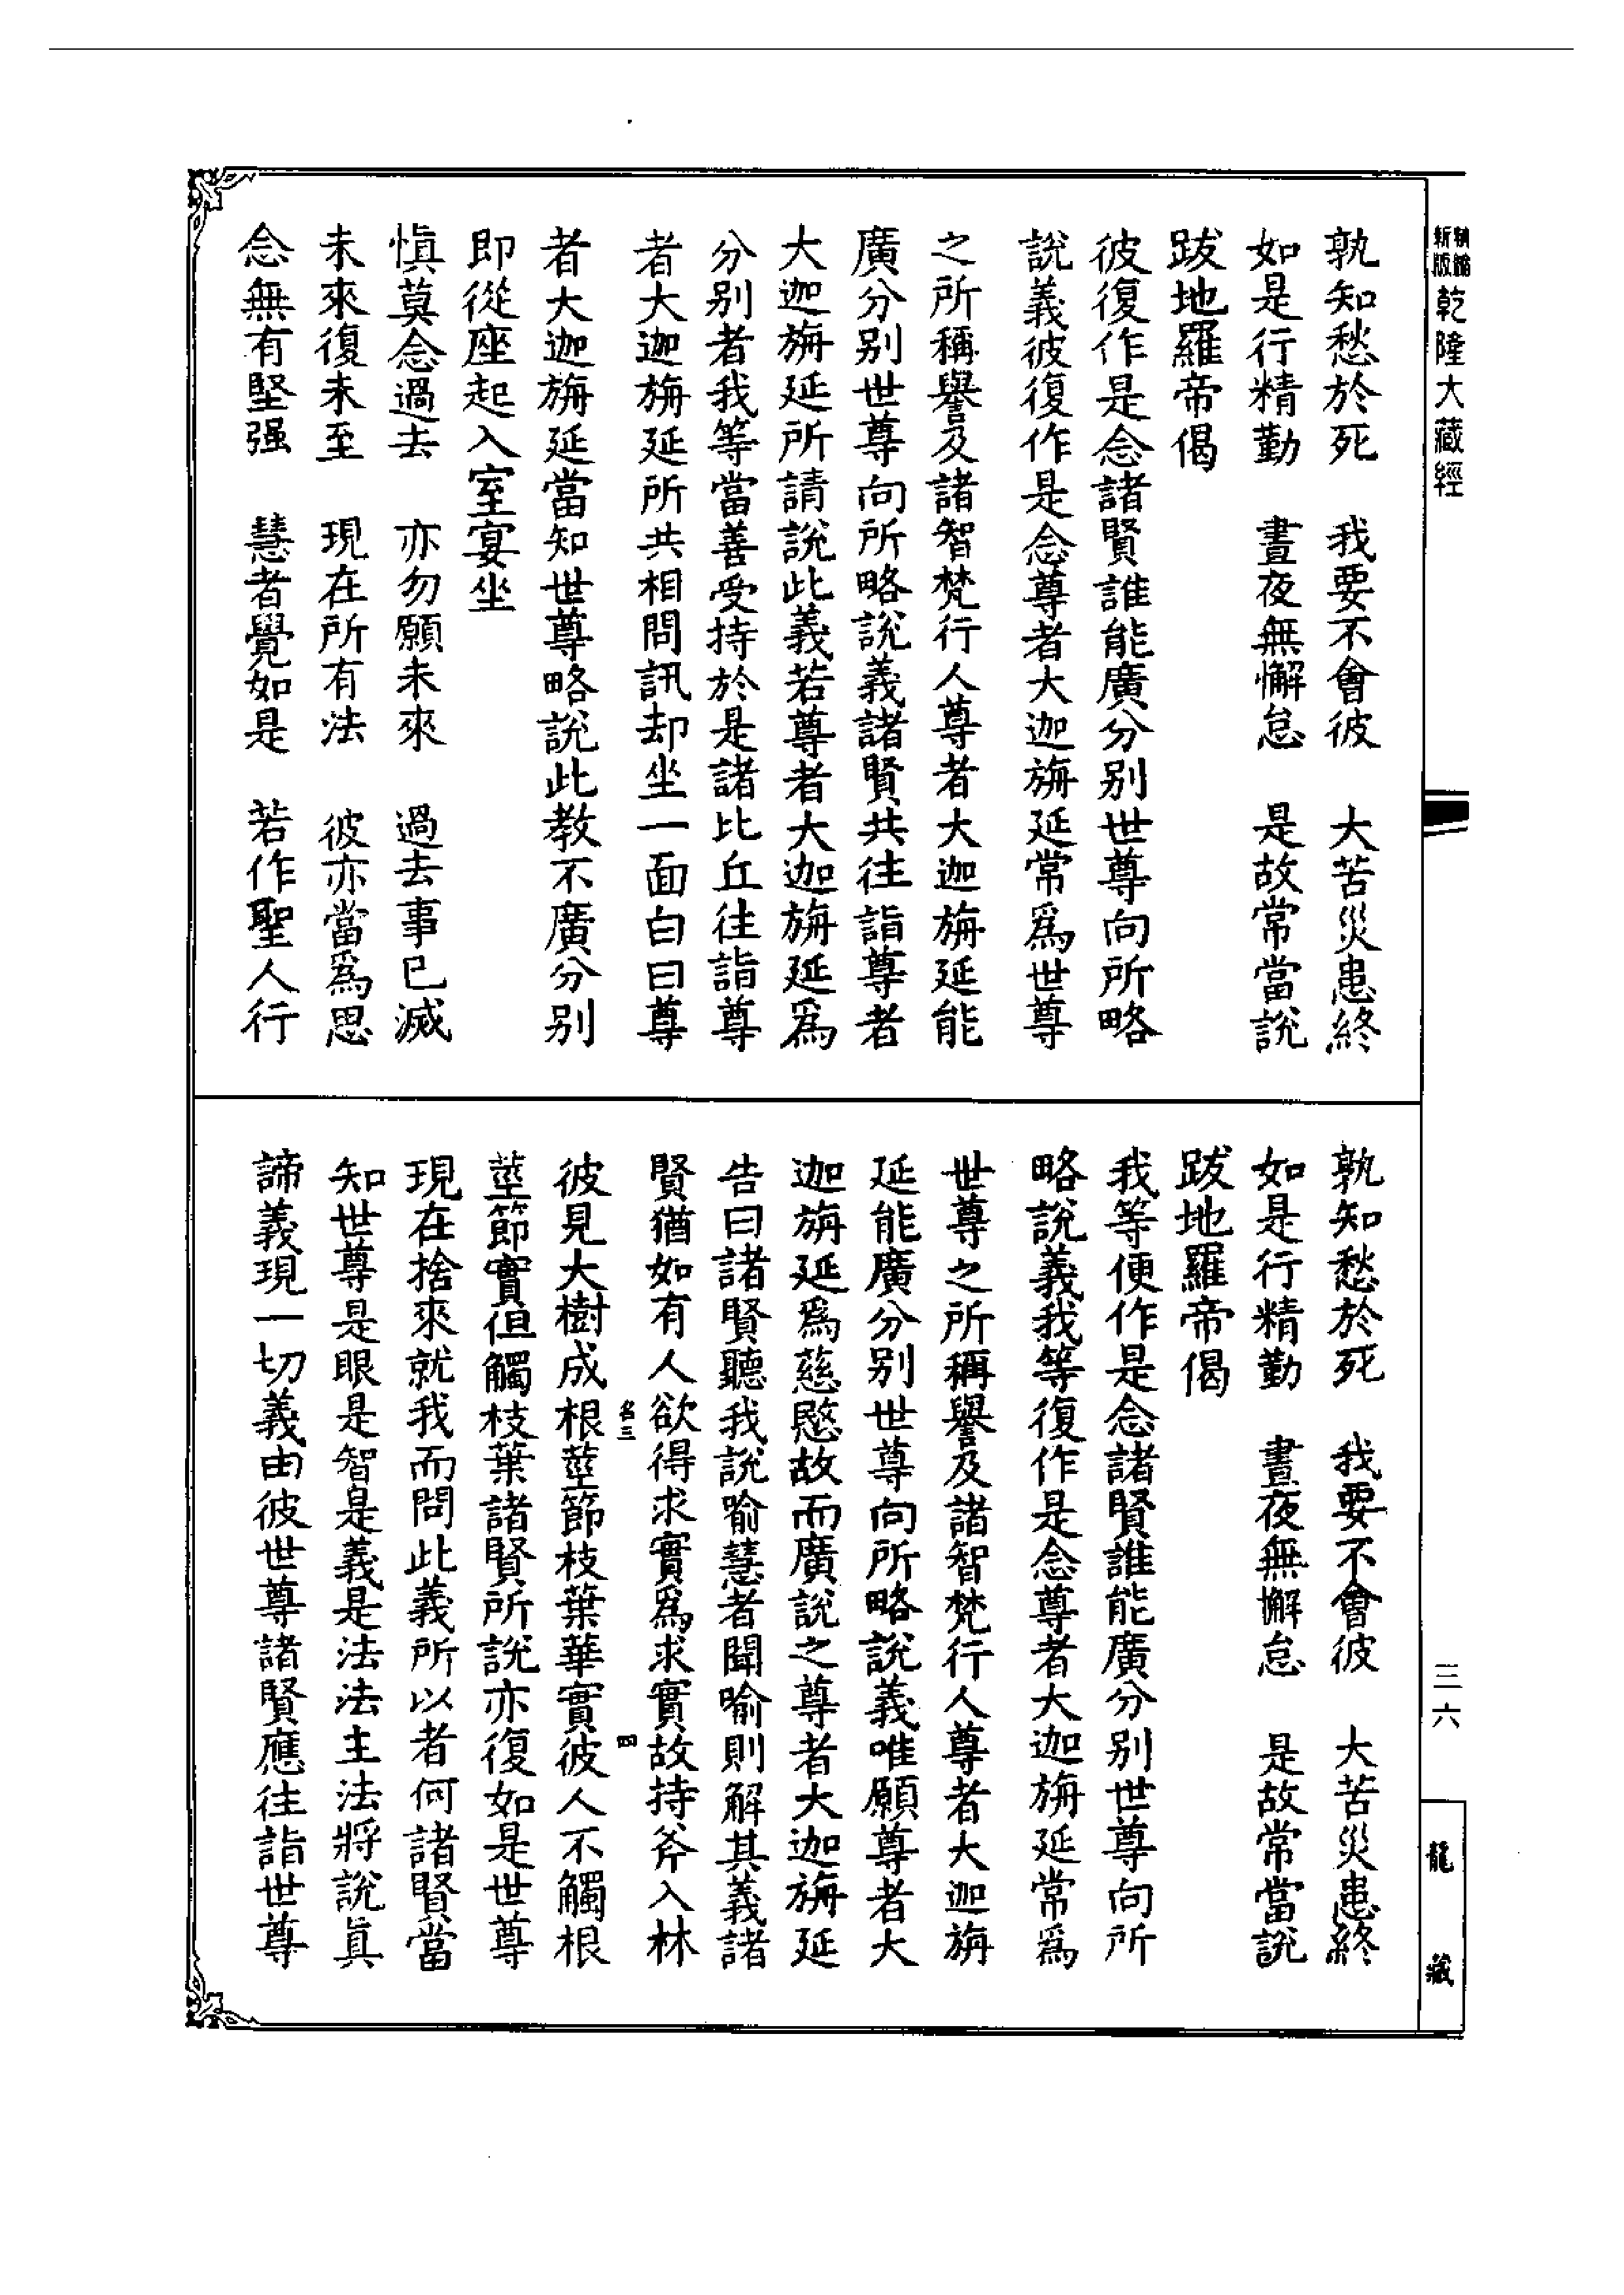 新版
精縮
乾隆大藏經
三六
龍藏
孰知愁於死　我要不會彼　大苦災患終
如是行精勤　晝夜無懈怠　是故常當說
跋地羅帝偈
彼復作是念諸賢誰能廣分别世尊向所略
說義彼復作是念尊者大迦旃延常爲世尊
之所稱譽及諸智梵行人尊者大迦旃延能
廣分别世尊向所略說義諸賢共往詣尊者
大迦旃延所請說此義若尊者大迦旃延爲
分别者我等當善受持於是諸比丘往詣尊
者大迦旃延所共相問訊却坐一面白曰尊
者大迦旃延當知世尊略說此教不廣分别
即從座起入室宴坐
愼莫念過去　亦勿願未來　過去事已滅
未來復未至　現在所有法　彼亦當爲思
念無有堅强　慧者覺如是　若作聖人行
孰知愁於死　我要不會彼　大苦災患終
如是行精勤　晝夜無懈怠　是故常當說
跋地羅帝偈
我等便作是念諸賢誰能廣分别世尊向所
略說義我等復作是念尊者大迦旃延常爲
世尊之所稱譽及諸智梵行人尊者大迦旃
延能廣分别世尊向所略說義唯願尊者大
迦旃延爲慈愍故而廣說之尊者大迦旃延
告曰諸賢聽我說喻慧者聞喻則解其義諸
賢猶如有人欲得求實爲求實故持斧入林
名三　四
彼見大樹成根莖節枝葉華實彼人不觸根
莖節實但觸枝葉諸賢所說亦復如是世尊
現在捨來就我而問此義所以者何諸賢當
知世尊是眼是智是義是法法主法將說眞
諦義現一切義由彼世尊諸賢應往詣世尊